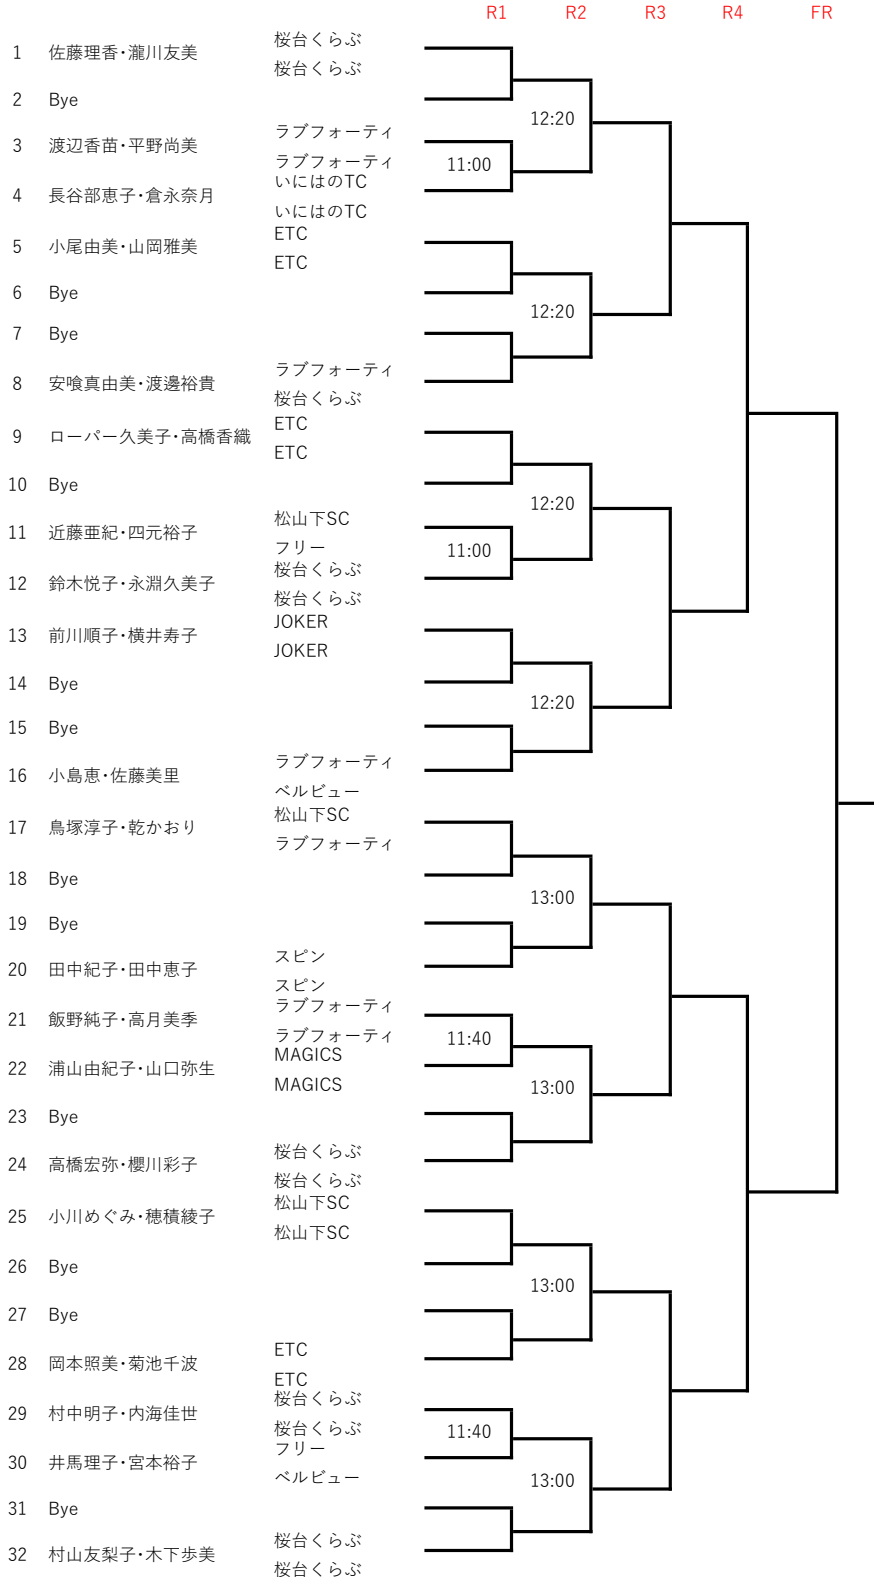 R1 R2 R3 R4 FR
1 佐藤理香・瀧川友美 桜台くらぶ 桜台くらぶ
2 Bye
12:20
3 渡辺香苗・平野尚美 ラブフォーティ ラブフォーティ
11:00
4 長谷部恵子・倉永奈月 いにはのTC いにはのTC
5 小尾由美・山岡雅美 ETC ETC
6 Bye
12:20
7 Bye
8 安喰真由美・渡邊裕貴 ラブフォーティ 桜台くらぶ
9 ローパー久美子・高橋香織 ETC ETC
10 Bye
12:20
11 近藤亜紀・四元裕子 松山下SC フリー
11:00
12 鈴木悦子・永淵久美子 桜台くらぶ 桜台くらぶ
13 前川順子・横井寿子 JOKER JOKER
14 Bye
12:20
15 Bye
16 小島恵・佐藤美里 ラブフォーティ ベルビュー
17 鳥塚淳子・乾かおり 松山下SC ラブフォーティ
18 Bye
13:00
19 Bye
20 田中紀子・田中恵子 スピン スピン
21 飯野純子・高月美季 ラブフォーティ ラブフォーティ
11:40
22 浦山由紀子・山口弥生 MAGICS MAGICS
13:00
23 Bye
24 高橋宏弥・櫻川彩子 桜台くらぶ 桜台くらぶ
25 小川めぐみ・穂積綾子 松山下SC 松山下SC
26 Bye
13:00
27 Bye
28 岡本照美・菊池千波 ETC ETC
29 村中明子・内海佳世 桜台くらぶ 桜台くらぶ
11:40
30 井馬理子・宮本裕子 フリー ベルビュー
13:00
31 Bye
32 村山友梨子・木下歩美 桜台くらぶ 桜台くらぶ